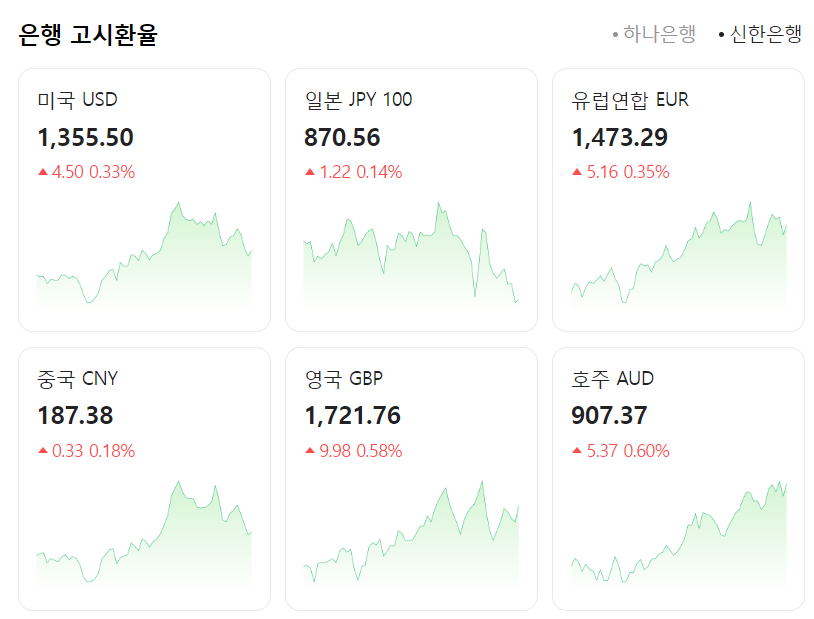 은행 고시환율
• 하나은행 • 신한은행
미국 USD
1,355.50
▲ 4.50 0.33%
일본 JPY 100
870.56
▲ 1.22 0.14%
유럽연합 EUR
1,473.29
▲ 5.16 0.35%
중국 CNY
187.38
▲ 0.33 0.18%
영국 GBP
1,721.76
▲ 9.98 0.58%
호주 AUD
907.37
▲ 5.37 0.60%